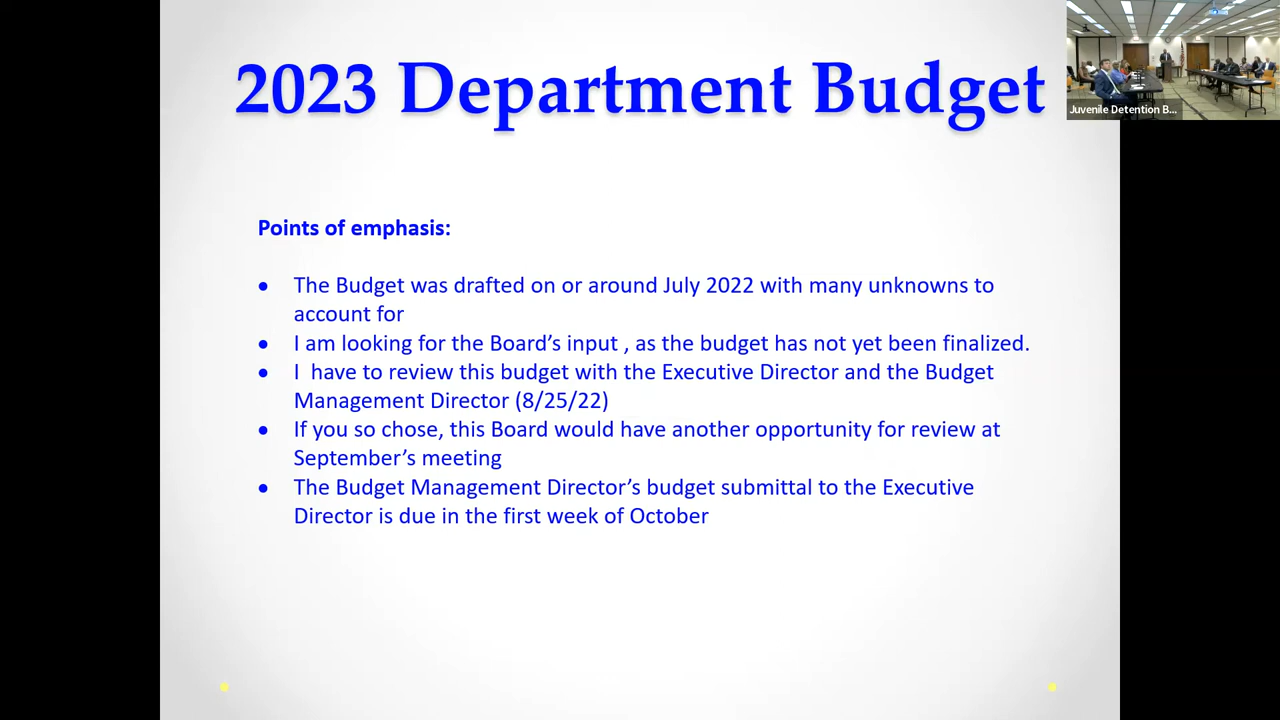 2023 Department Budget
Juvenile Detention B...
Points of emphasis:
• The Budget was drafted on or around July 2022 with many unknowns to
account for
• I am looking for the Board’s input , as the budget has not yet been finalized.
• I  have to review this budget with the Executive Director and the Budget
Management Director (8/25/22)
• If you so chose, this Board would have another opportunity for review at
September’s meeting
• The Budget Management Director’s budget submittal to the Executive
Director is due in the first week of October